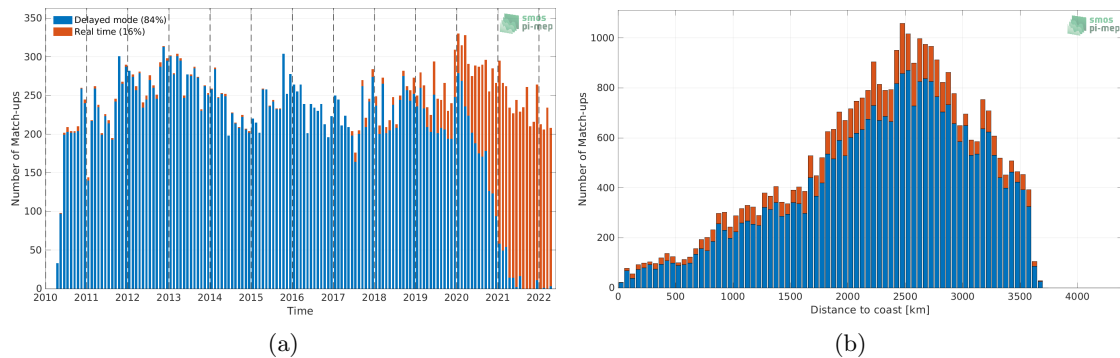 Delayed mode (84%)
Real time (16%)
smos
pi-mep
Number of Match-ups
350
300
250
200
150
100
50
0
2010 2011 2012 2013 2014 2015 2016 2017 2018 2019 2020 2021 2022
Time
(a)
smos
pi-mep
Number of Match-ups
1000
800
600
400
200
0
0 500 1000 1500 2000 2500 3000 3500 4000
Distance to coast [km]
(b)